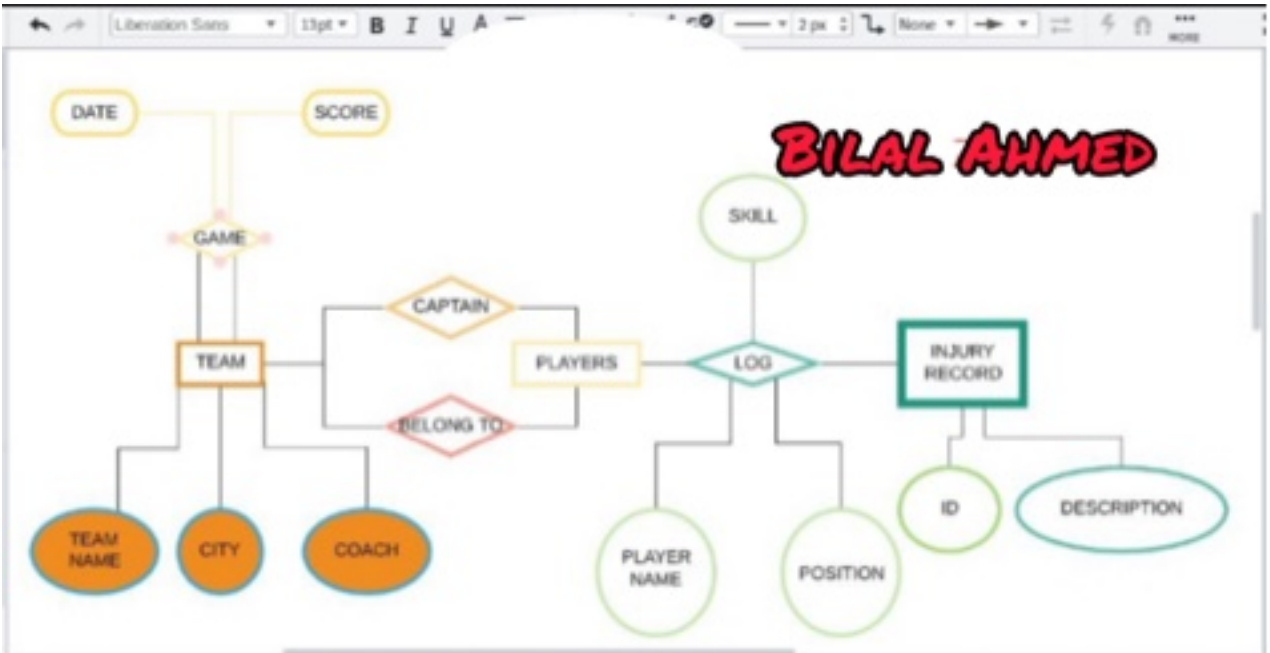 Liberation Sans 13pt B I U A 2 px None MORE
DATE
SCORE
BILAL AHMED
SKILL
GAME
CAPTAIN
TEAM
PLAYERS
LOG
INJURY
RECORD
BELONG TO
TEAM
NAME
CITY
COACH
PLAYER
NAME
POSITION
ID
DESCRIPTION